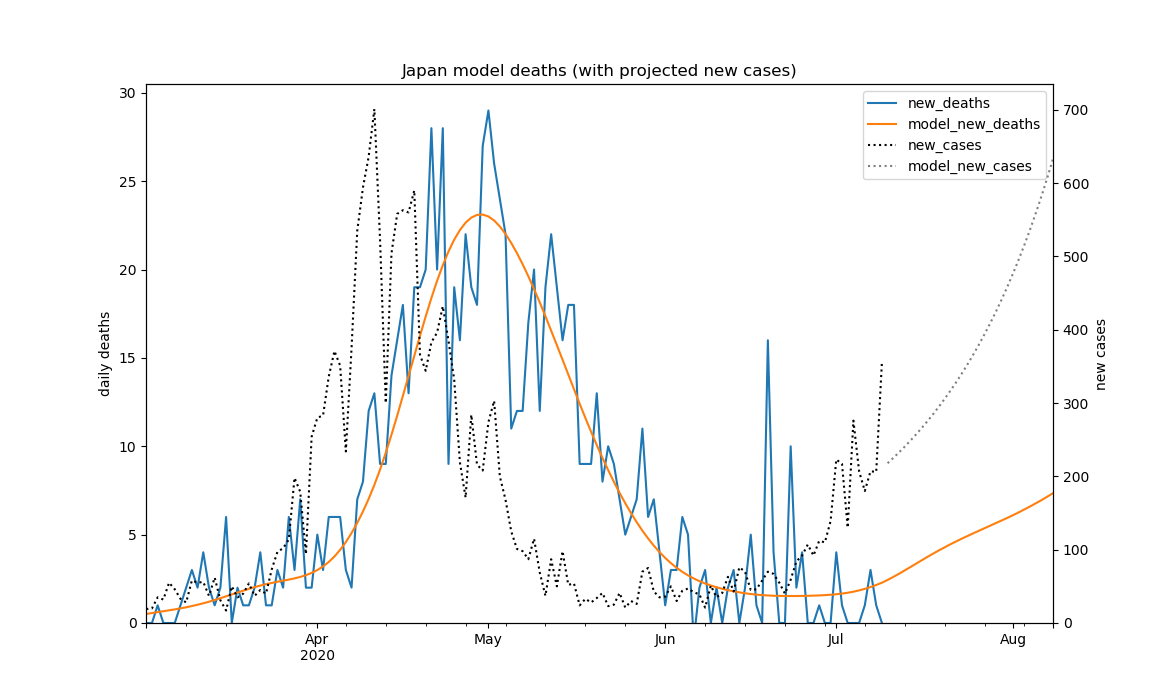 Japan model deaths (with projected new cases)
new_deaths
model_new_deaths
new_cases
model_new_cases
daily deaths
30
25
20
15
10
5
0
700
600
500
400
300
200
100
0
new cases
Apr
2020
May
Jun
Jul
Aug